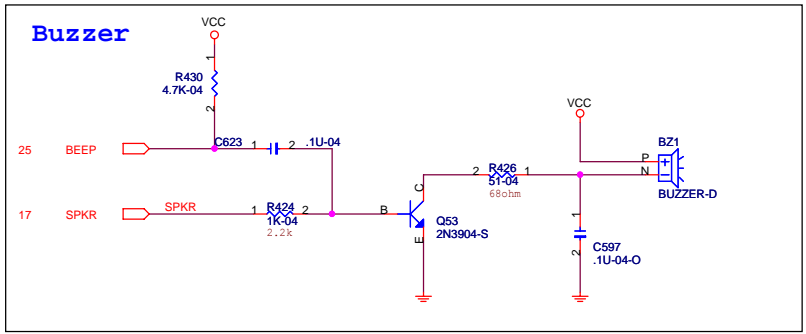 Buzzer
VCC
1
R430
4.7K-04
2
VCC
25 BEEP
C623
1 2
.1U-04
BZ1
P
N
BUZZER-D
C
2 R426 1
51-04
68ohm
17 SPKR
SPKR
1 R424 2
1K-04
2.2k
B
Q53
2N3904-S
E
1
C597
.1U-04-O
2